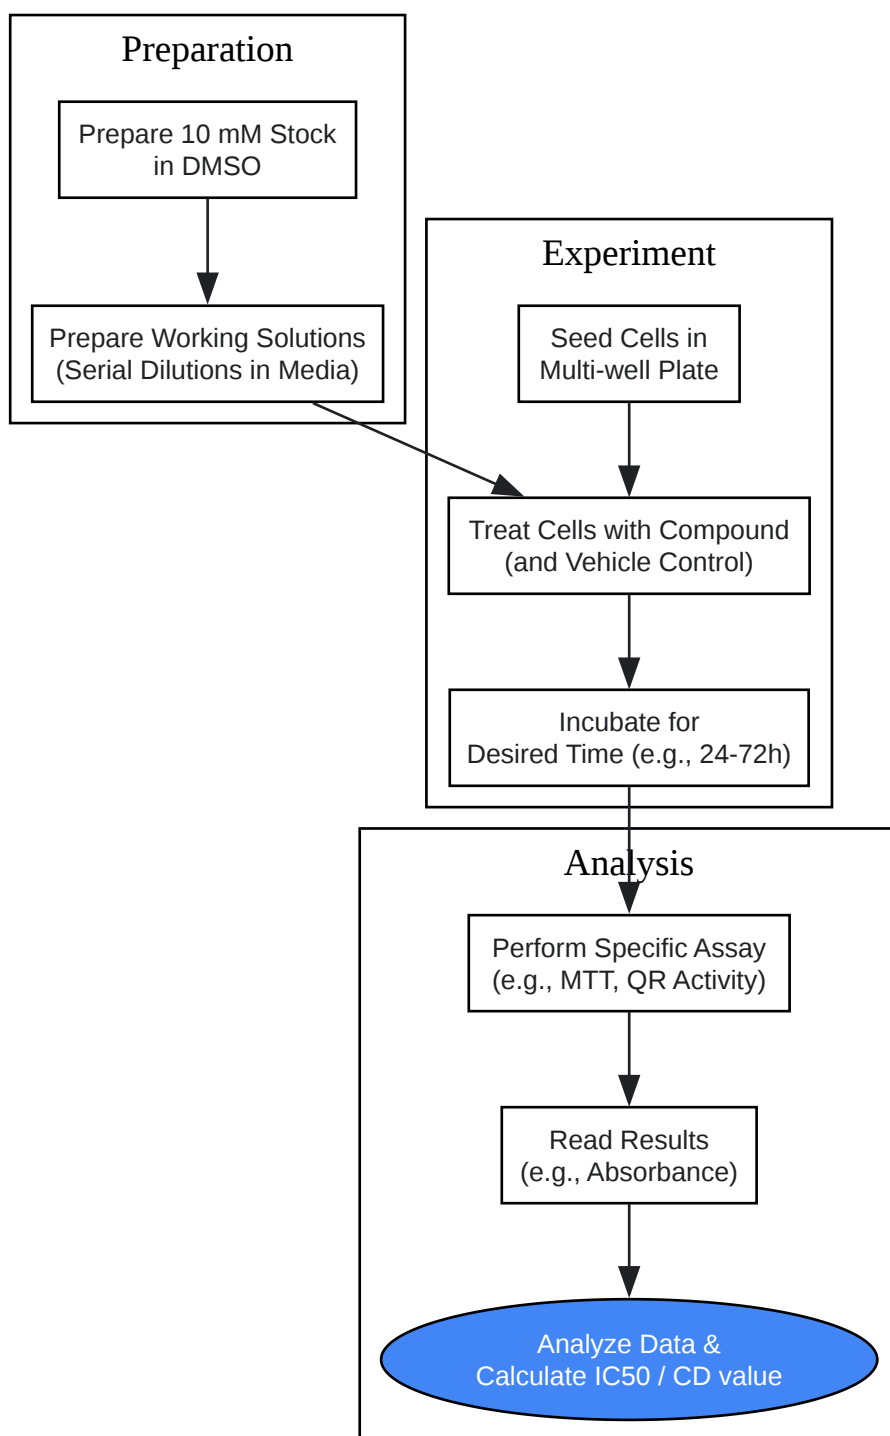 Preparation
Prepare 10 mM Stock
in DMSO
Prepare Working Solutions
(Serial Dilutions in Media)
Experiment
Seed Cells in
Multi-well Plate
Treat Cells with Compound
(and Vehicle Control)
Incubate for
Desired Time (e.g., 24-72h)
Analysis
Perform Specific Assay
(e.g., MTT, QR Activity)
Read Results
(e.g., Absorbance)
Analyze Data &
Calculate IC50 / CD value